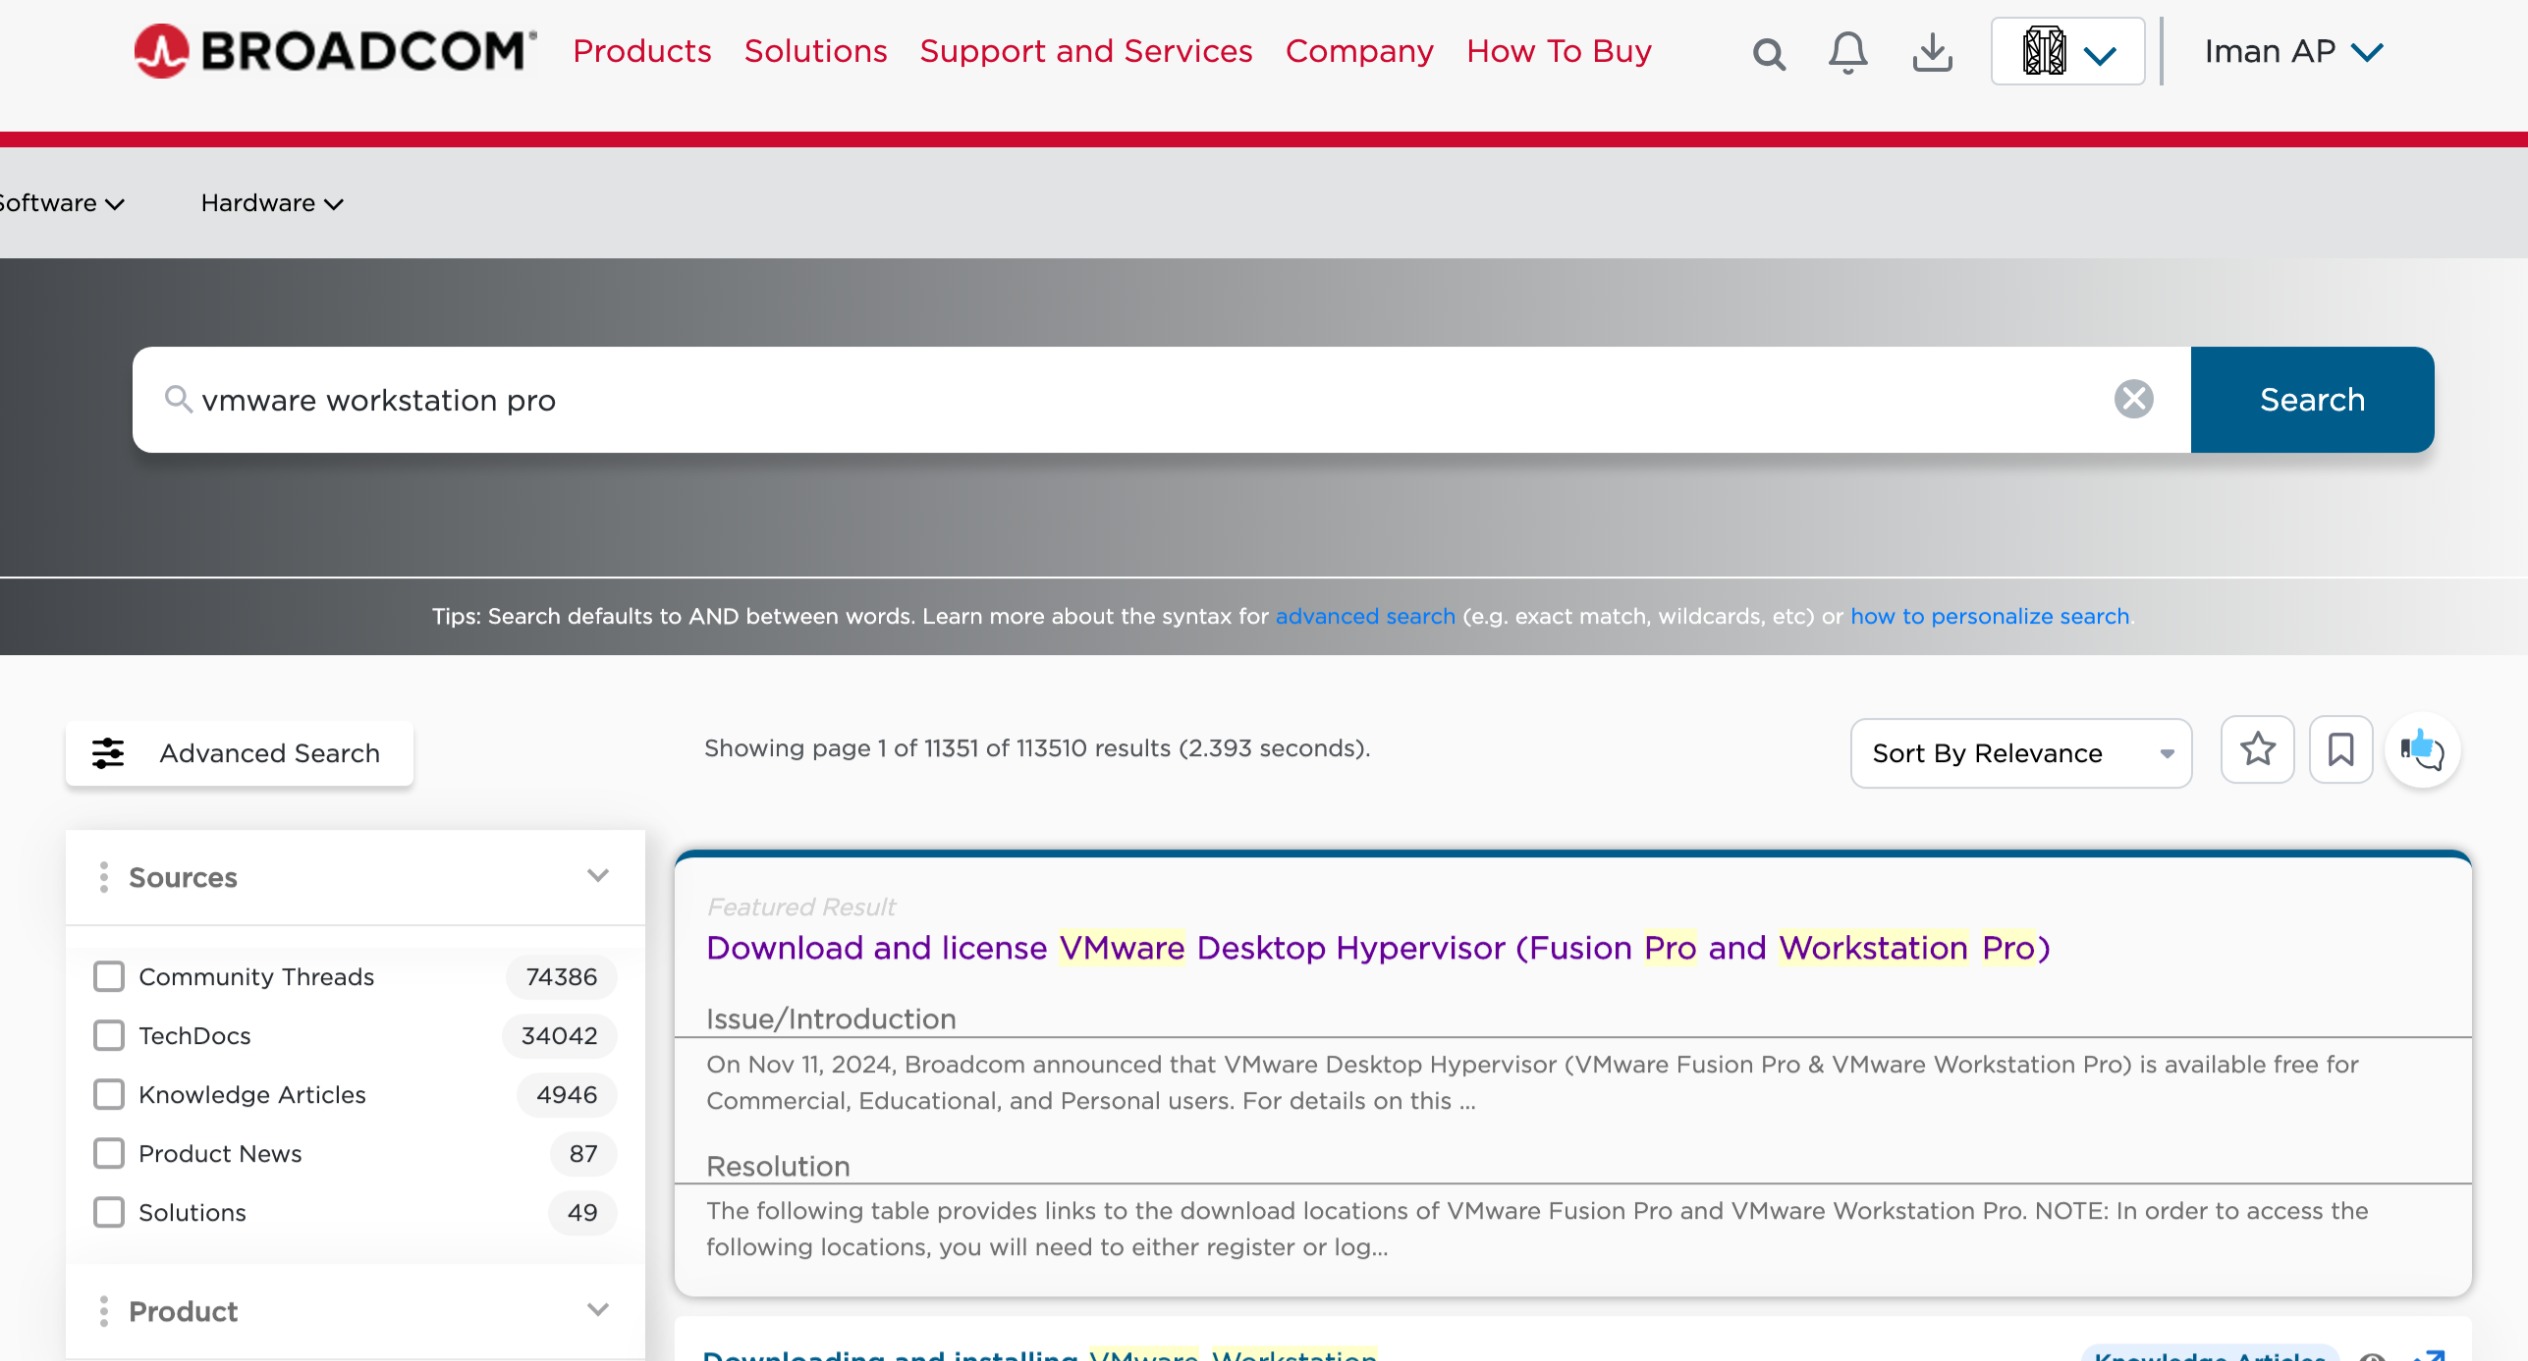 BROADCOM Products Solutions Support and Services Company How To Buy Iman AP
Software Hardware
vmware workstation pro Search
Tips: Search defaults to AND between words. Learn more about the syntax for advanced search (e.g. exact match, wildcards, etc) or how to personalize search.
Advanced Search
Showing page 1 of 11351 of 113510 results (2.393 seconds).
Sort By Relevance
Sources
Community Threads 74386
TechDocs 34042
Knowledge Articles 4946
Product News 87
Solutions 49
Product
Featured Result
Download and license VMware Desktop Hypervisor (Fusion Pro and Workstation Pro)
Issue/Introduction
On Nov 11, 2024, Broadcom announced that VMware Desktop Hypervisor (VMware Fusion Pro & VMware Workstation Pro) is available free for
Commercial, Educational, and Personal users. For details on this ...
Resolution
The following table provides links to the download locations of VMware Fusion Pro and VMware Workstation Pro. NOTE: In order to access the
following locations, you will need to either register or log...
Downloading and installing VMware Workstation
Knowledge Articles